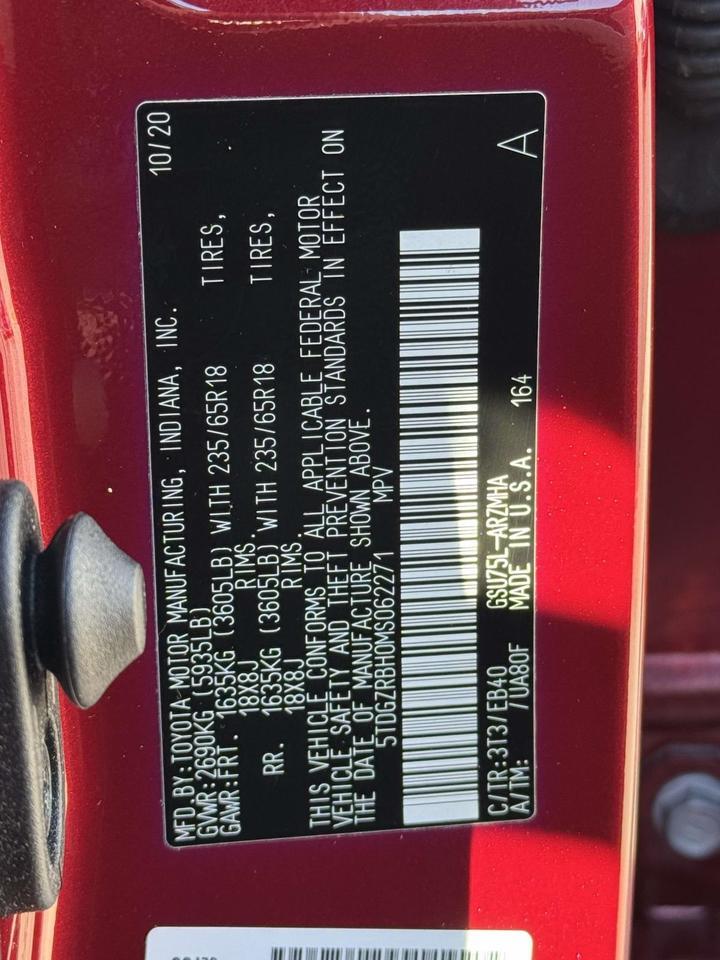 MFD.BY:TOYOTA MOTOR MANUFACTURING, INDIANA, INC. 10/20
GVWR:2690KG (5935LB)
GAWR:FRT. 1635KG (3605LB) WITH 235/65R18 TIRES,
18X8J RIMS.
RR. 1635KG (3605LB) WITH 235/65R18 TIRES,
18X8J RIMS.
THIS VEHICLE CONFORMS TO ALL APPLICABLE FEDERAL MOTOR
VEHICLE SAFETY AND THEFT PREVENTION STANDARDS IN EFFECT ON
THE DATE OF MANUFACTURE SHOWN ABOVE.
5TDGZRBH0MS062271 MPV
C/TR:3T3/EB40 GSU75L-ARZMHA
A/TM: /UA80F MADE IN U.S.A. 164 A